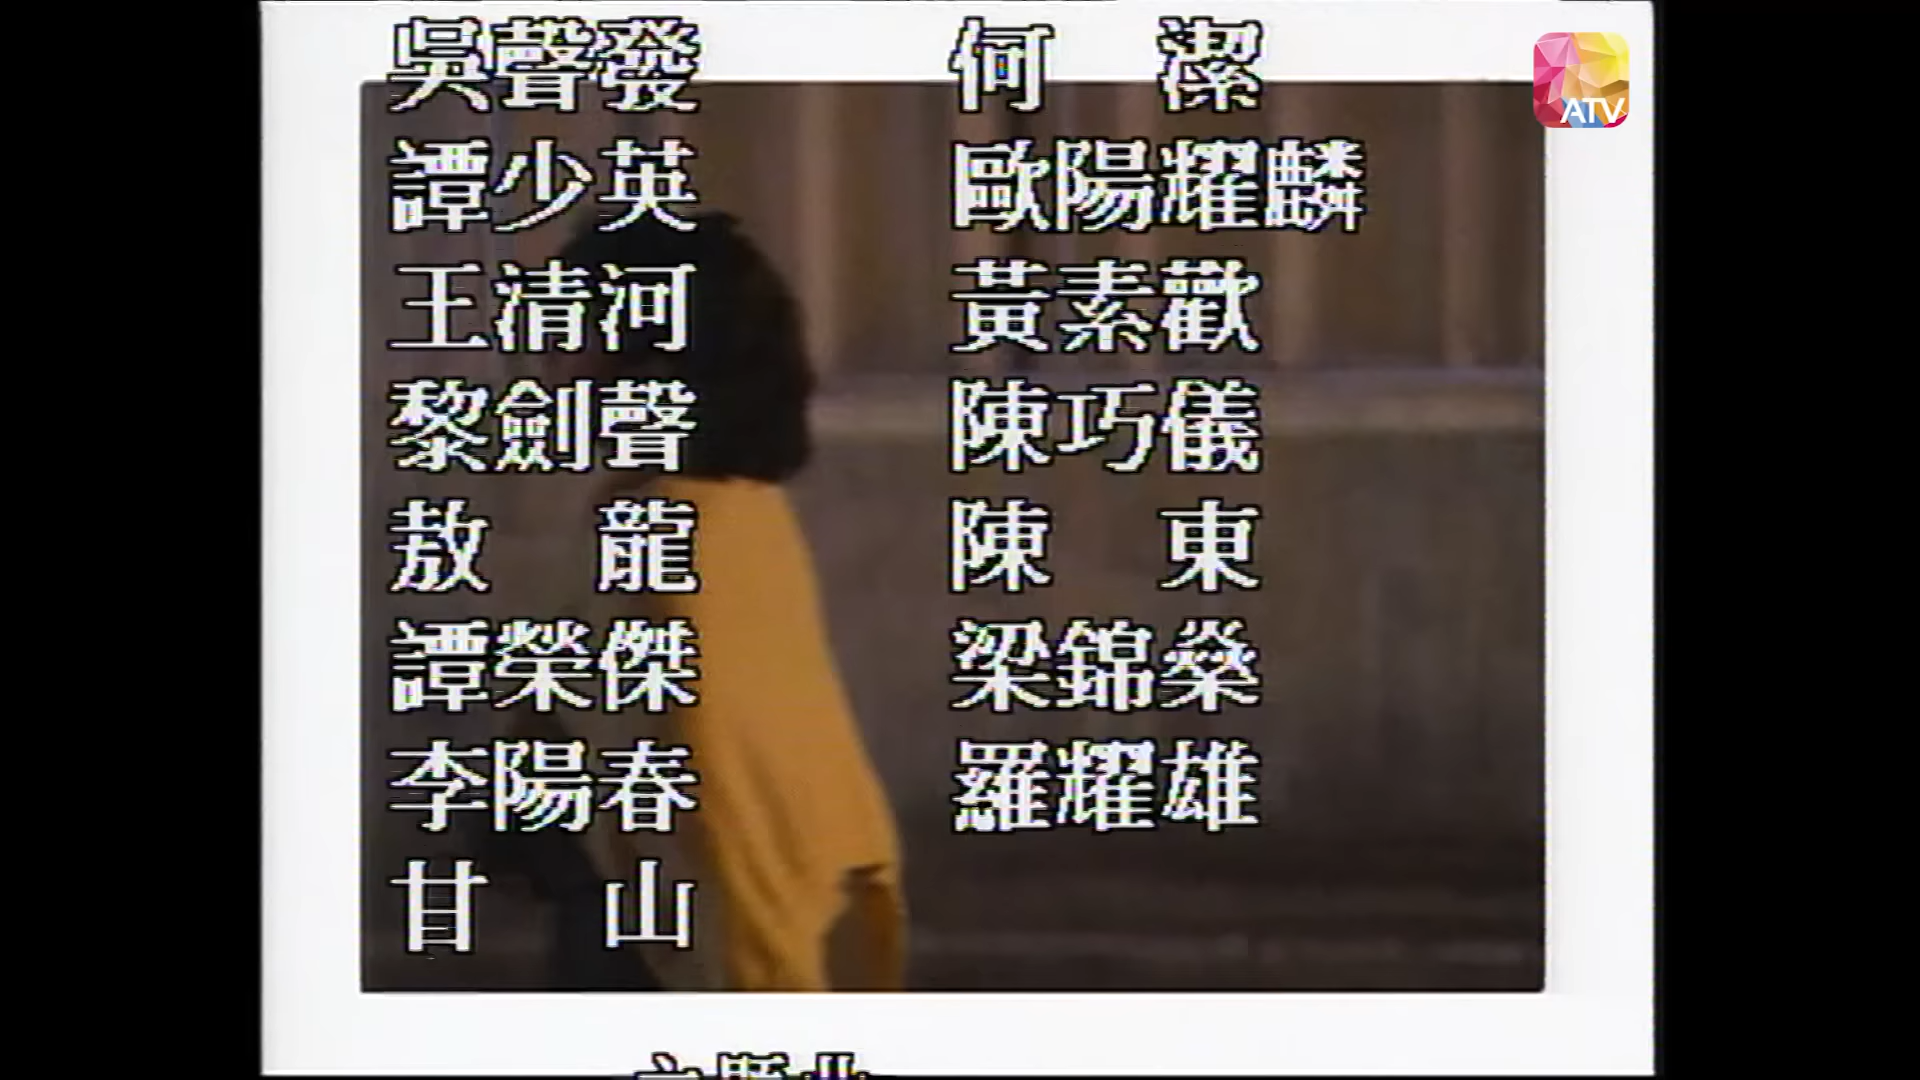 吳聲發 何 潔
ATV
譚少英 歐陽耀麟
王清河 黃素歡
黎劍聲 陳巧儀
敖 龍 陳 東
譚榮傑 梁錦燊
李陽春 羅耀雄
甘 山